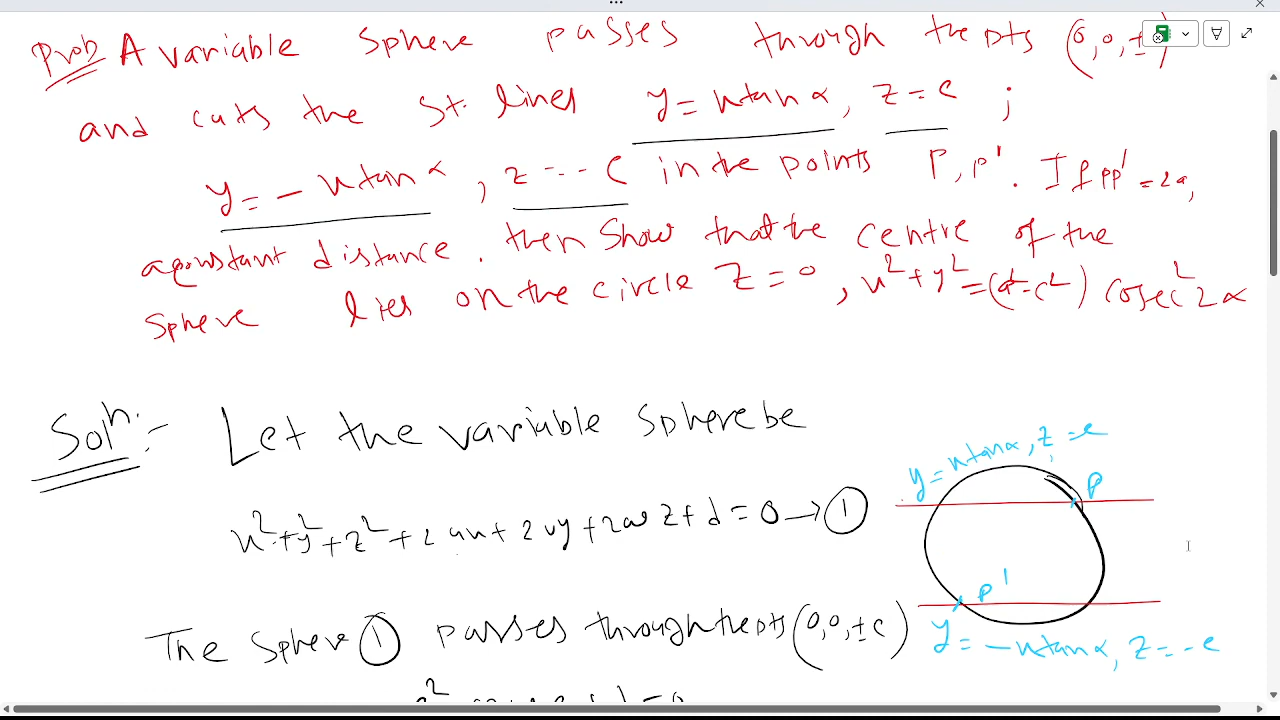 Prob A variable sphere passes through the pts (0,0,±
and cuts the st. lines y = x tan α, z = c ;
y = - x tan α, z = - c in the points P, P'. If PP' = 2a,
a constant distance. then show that the centre of the
sphere lies on the circle z = 0, x² + y² = (a² - c²) cosec² 2α
Soln:- Let the variable sphere be
x² + y² + z² + 2ux + 2vy + 2wz + d = 0 → ①
The sphere ① passes through the pts (0,0,±c)
y = x tan α, z = c
P
P'
y = - x tan α, z = - c